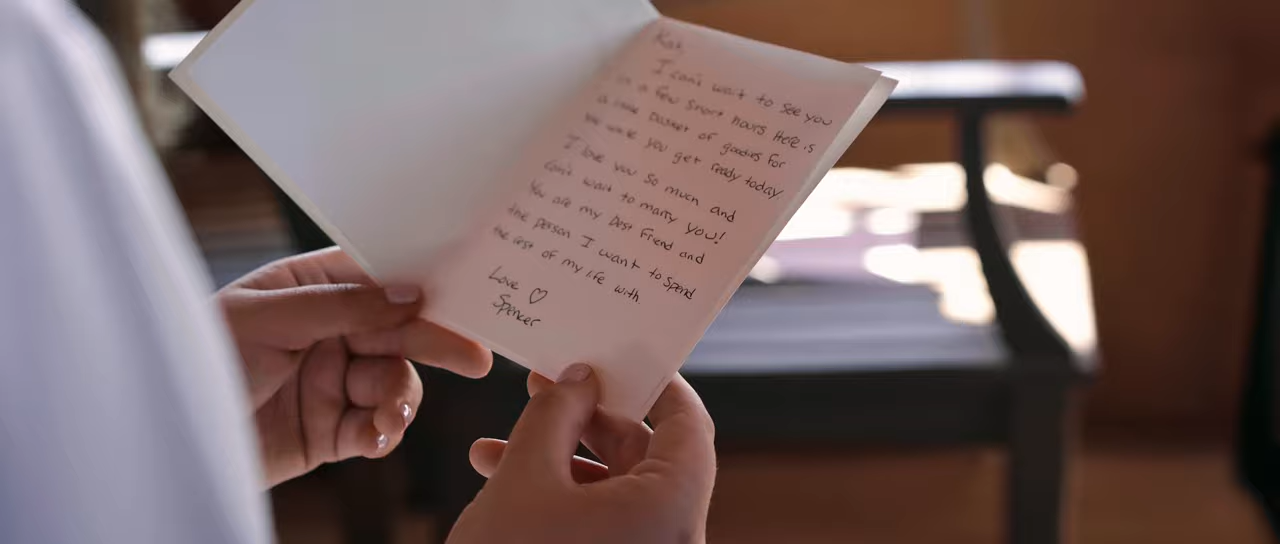 Kat,
I can't wait to see you
in a few short hours. Here is
a little basket of goodies for
you while you get ready today.
I love you so much and
can't wait to marry you!
You are my best friend and
the person I want to spend
the rest of my life with.
Love ♡
Spencer